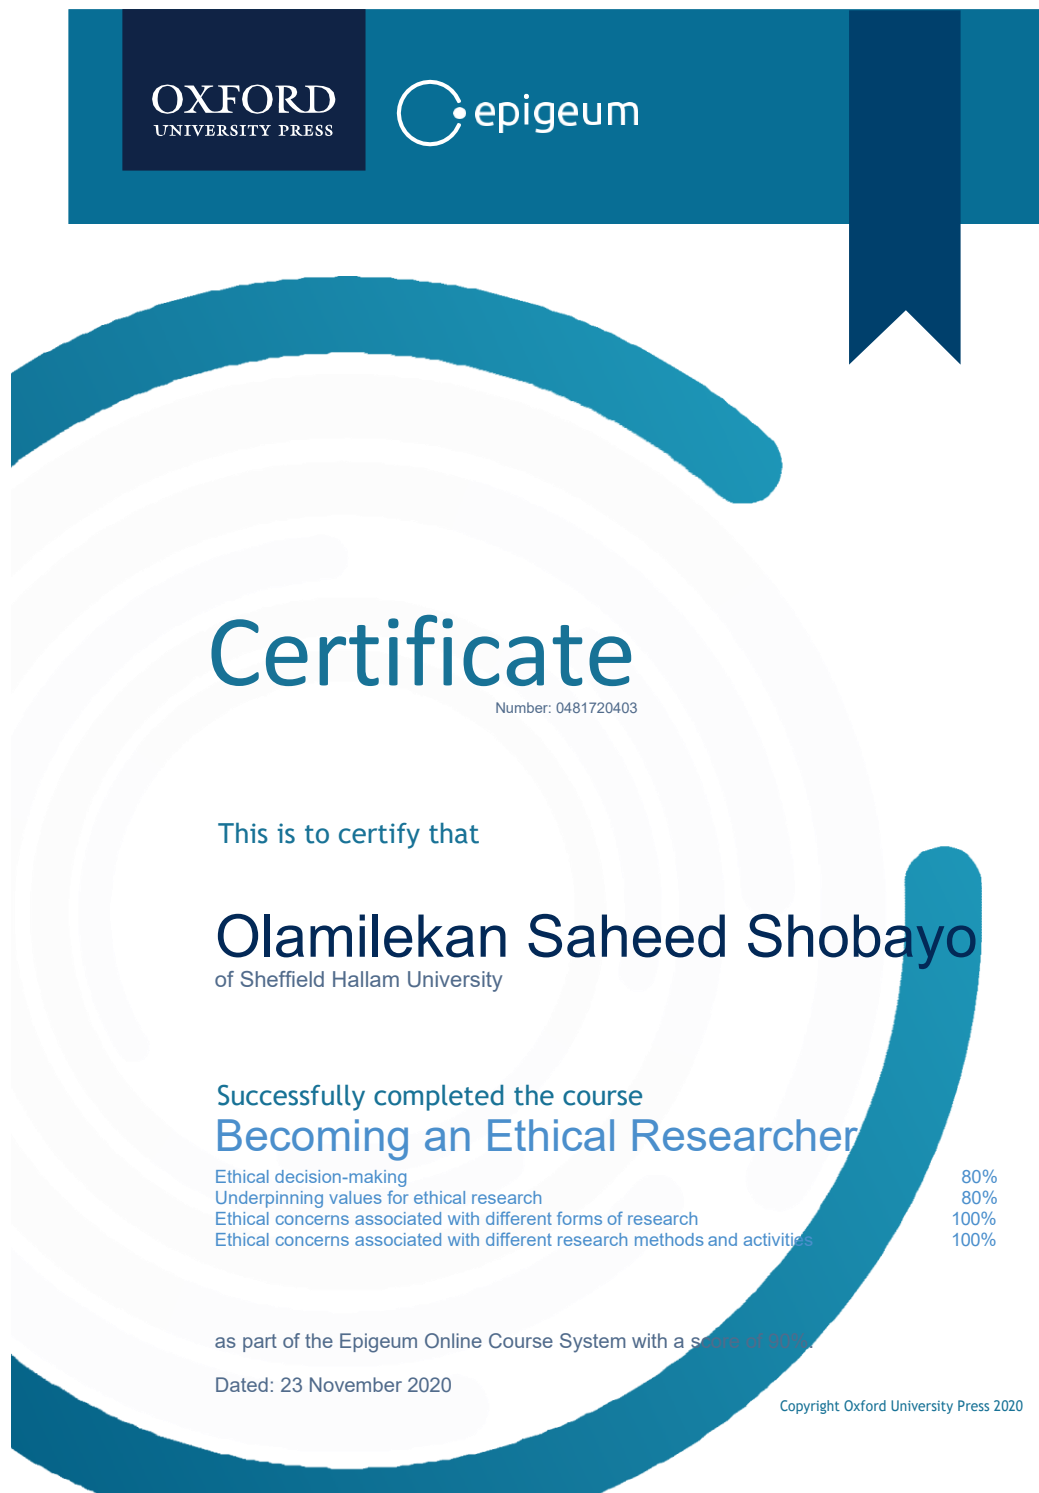 OXFORD
UNIVERSITY PRESS
epigeum
Certificate
Number: 0481720403
This is to certify that
Olamilekan Saheed Shobayo
of Sheffield Hallam University
Successfully completed the course
Becoming an Ethical Researcher
Ethical decision-making 80%
Underpinning values for ethical research 80%
Ethical concerns associated with different forms of research 100%
Ethical concerns associated with different research methods and activities 100%
as part of the Epigeum Online Course System with a score of 90%.
Dated: 23 November 2020
Copyright Oxford University Press 2020